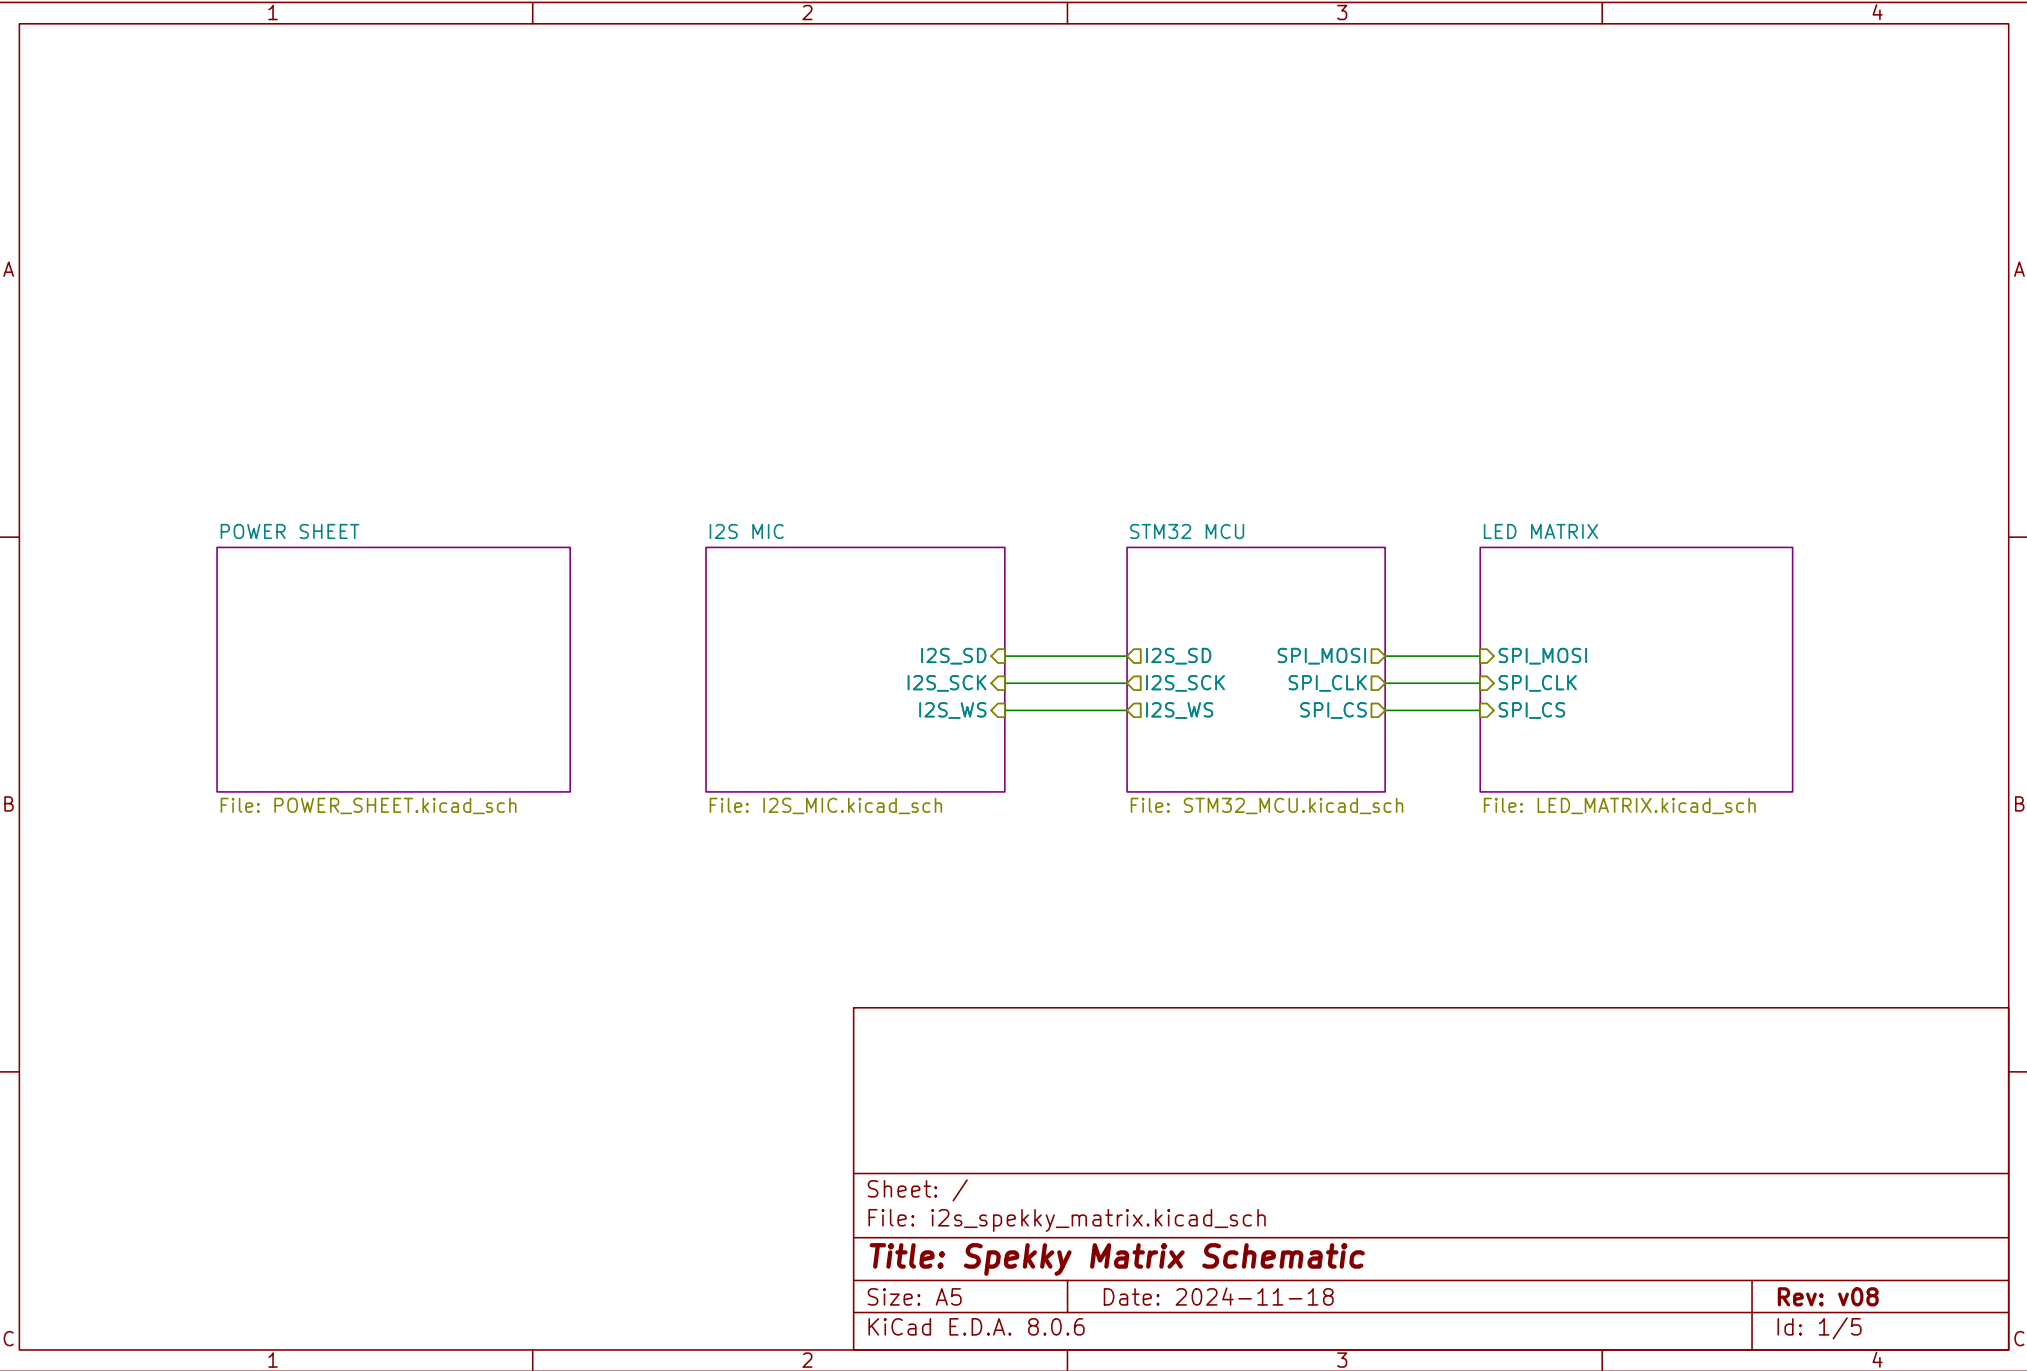 1 2 3 4
A A
POWER SHEET I2S MIC STM32 MCU LED MATRIX
I2S_SD I2S_SD SPI_MOSI SPI_MOSI
I2S_SCK I2S_SCK SPI_CLK SPI_CLK
I2S_WS I2S_WS SPI_CS SPI_CS
B B
File: POWER_SHEET.kicad_sch File: I2S_MIC.kicad_sch File: STM32_MCU.kicad_sch File: LED_MATRIX.kicad_sch
Sheet: /
File: i2s_spekky_matrix.kicad_sch
Title: Spekky Matrix Schematic
Size: A5 Date: 2024-11-18 Rev: v08
KiCad E.D.A. 8.0.6 Id: 1/5
C C
1 2 3 4